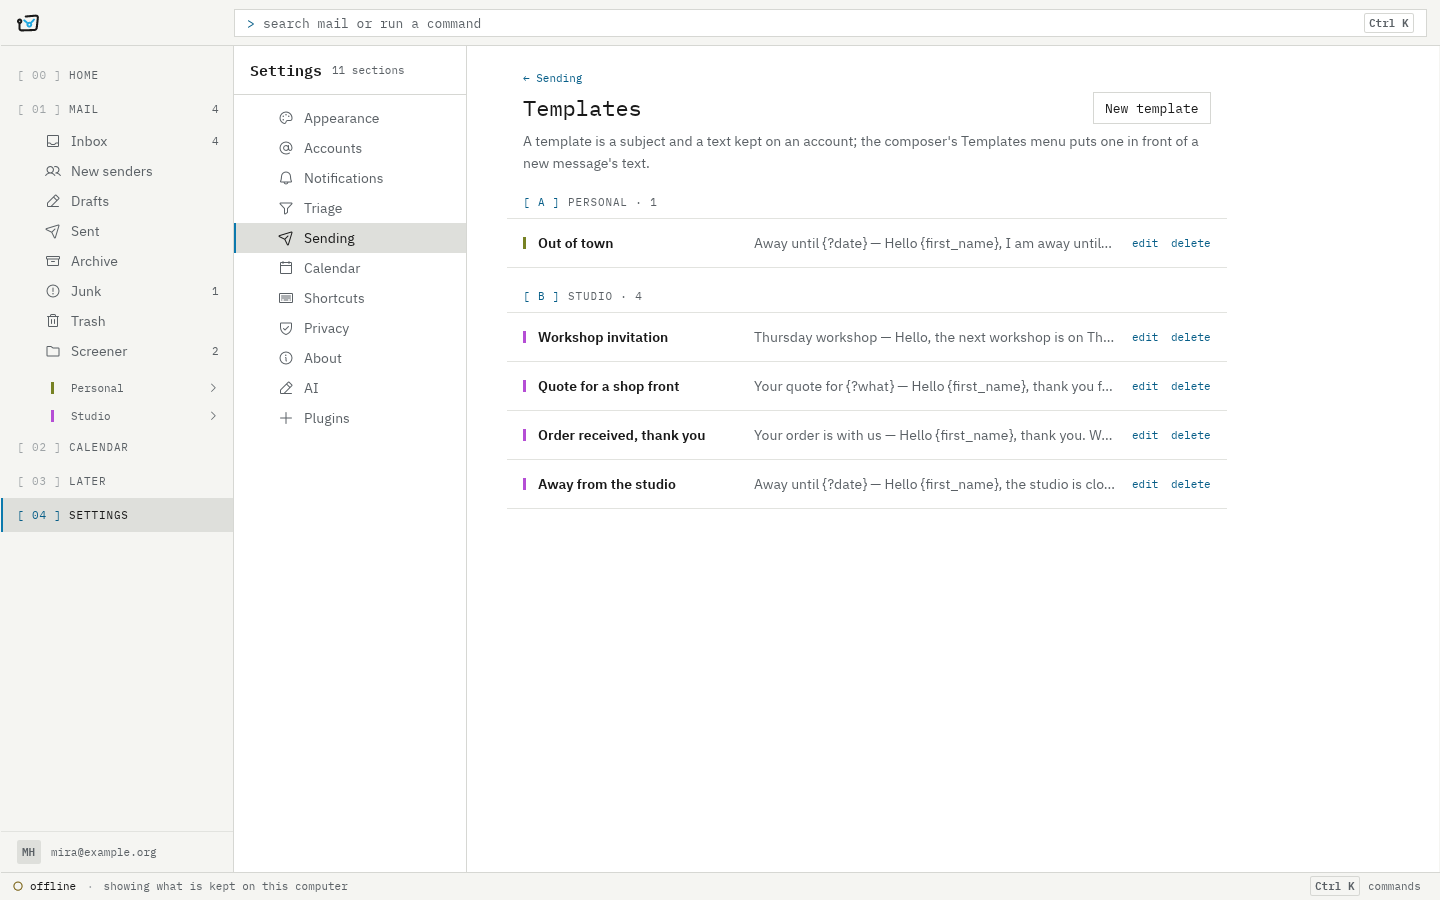 > search mail or run a command Ctrl K
[ 00 ] HOME
[ 01 ] MAIL 4
Inbox 4
New senders
Drafts
Sent
Archive
Junk 1
Trash
Screener 2
Personal
Studio
[ 02 ] CALENDAR
[ 03 ] LATER
[ 04 ] SETTINGS
MH mira@example.org
Settings 11 sections
Appearance
Accounts
Notifications
Triage
Sending
Calendar
Shortcuts
Privacy
About
AI
Plugins
← Sending
Templates
New template
A template is a subject and a text kept on an account; the composer's Templates menu puts one in front of a
new message's text.
[ A ] PERSONAL · 1
Out of town Away until {?date} — Hello {first_name}, I am away until… edit delete
[ B ] STUDIO · 4
Workshop invitation Thursday workshop — Hello, the next workshop is on Th… edit delete
Quote for a shop front Your quote for {?what} — Hello {first_name}, thank you f… edit delete
Order received, thank you Your order is with us — Hello {first_name}, thank you. W… edit delete
Away from the studio Away until {?date} — Hello {first_name}, the studio is clo… edit delete
offline · showing what is kept on this computer
Ctrl K commands